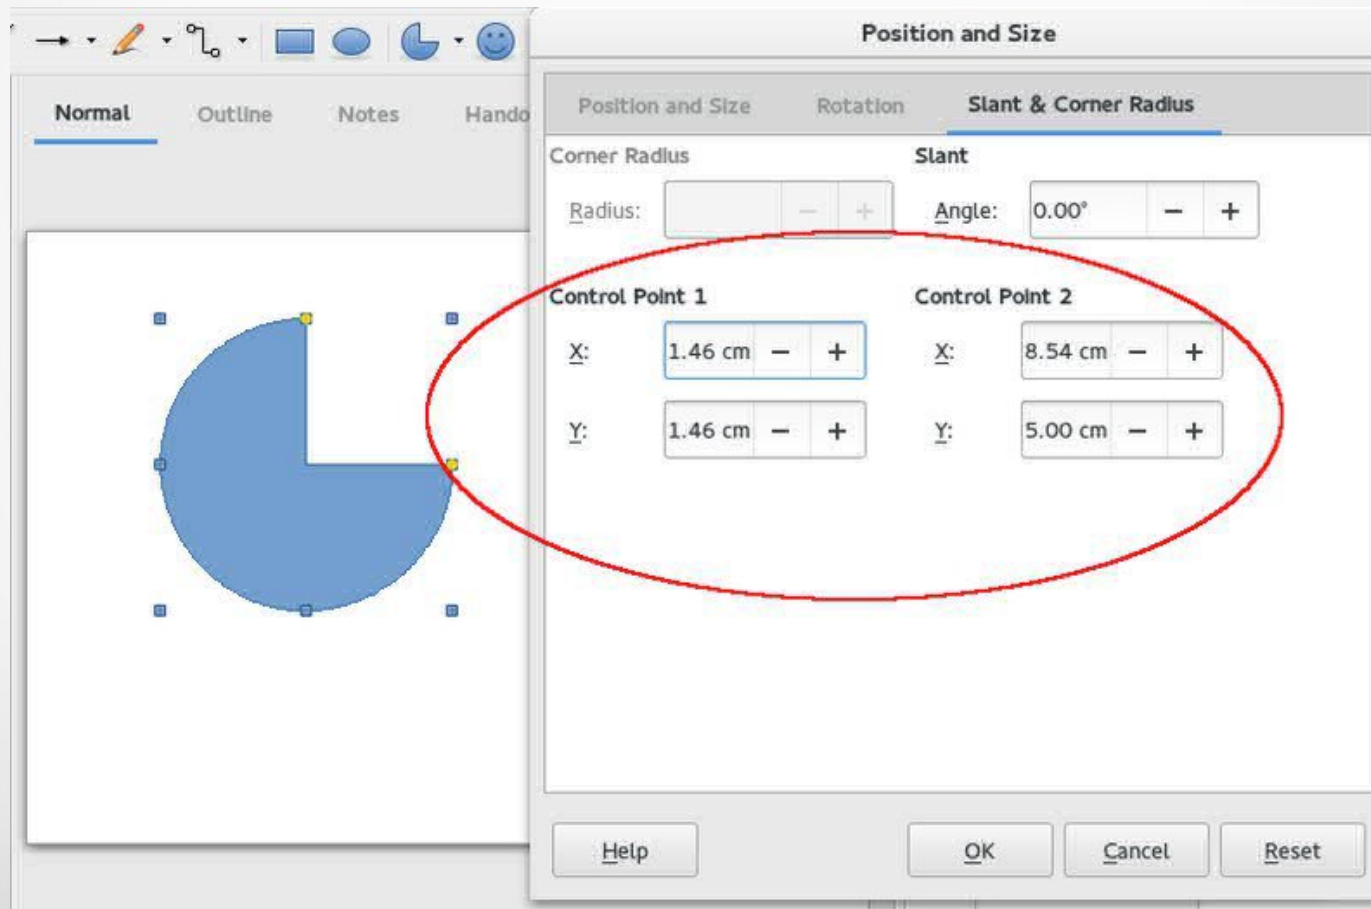 Position and Size
Normal Outline Notes Hando
Position and Size Rotation Slant & Corner Radius
Corner Radius Slant
Radius: Angle: 0.00°
Control Point 1 Control Point 2
X: 1.46 cm X: 8.54 cm
Y: 1.46 cm Y: 5.00 cm
Help OK Cancel Reset